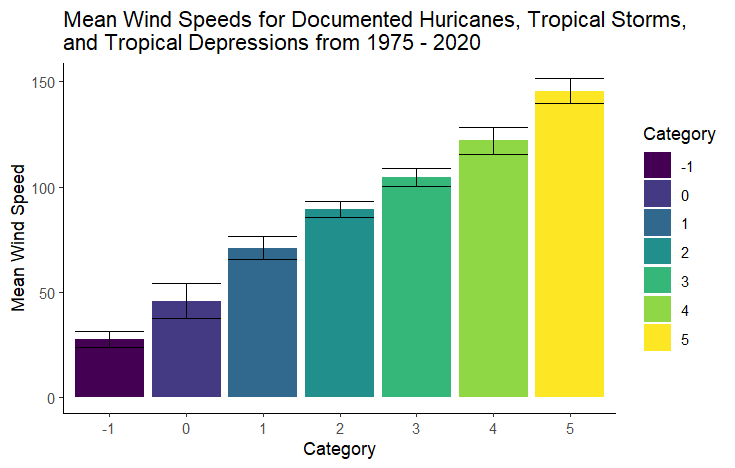 Mean Wind Speeds for Documented Huricanes, Tropical Storms,
and Tropical Depressions from 1975 - 2020
Mean Wind Speed
150
100
50
0
-1 0 1 2 3 4 5
Category
Category
-1
0
1
2
3
4
5